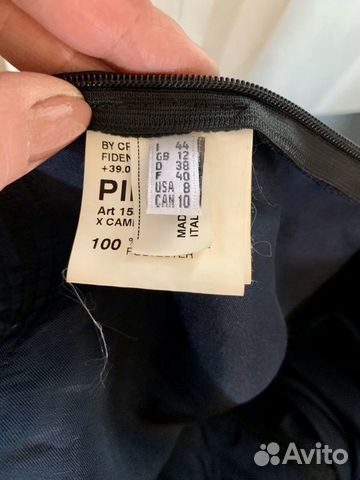 BY CR
FIDEN
+39.0
PI
Art 15
X CAM
100 %
I 44
GB 12
D 38
F 40
USA 8
CAN 10
MAD
ITAL
Avito